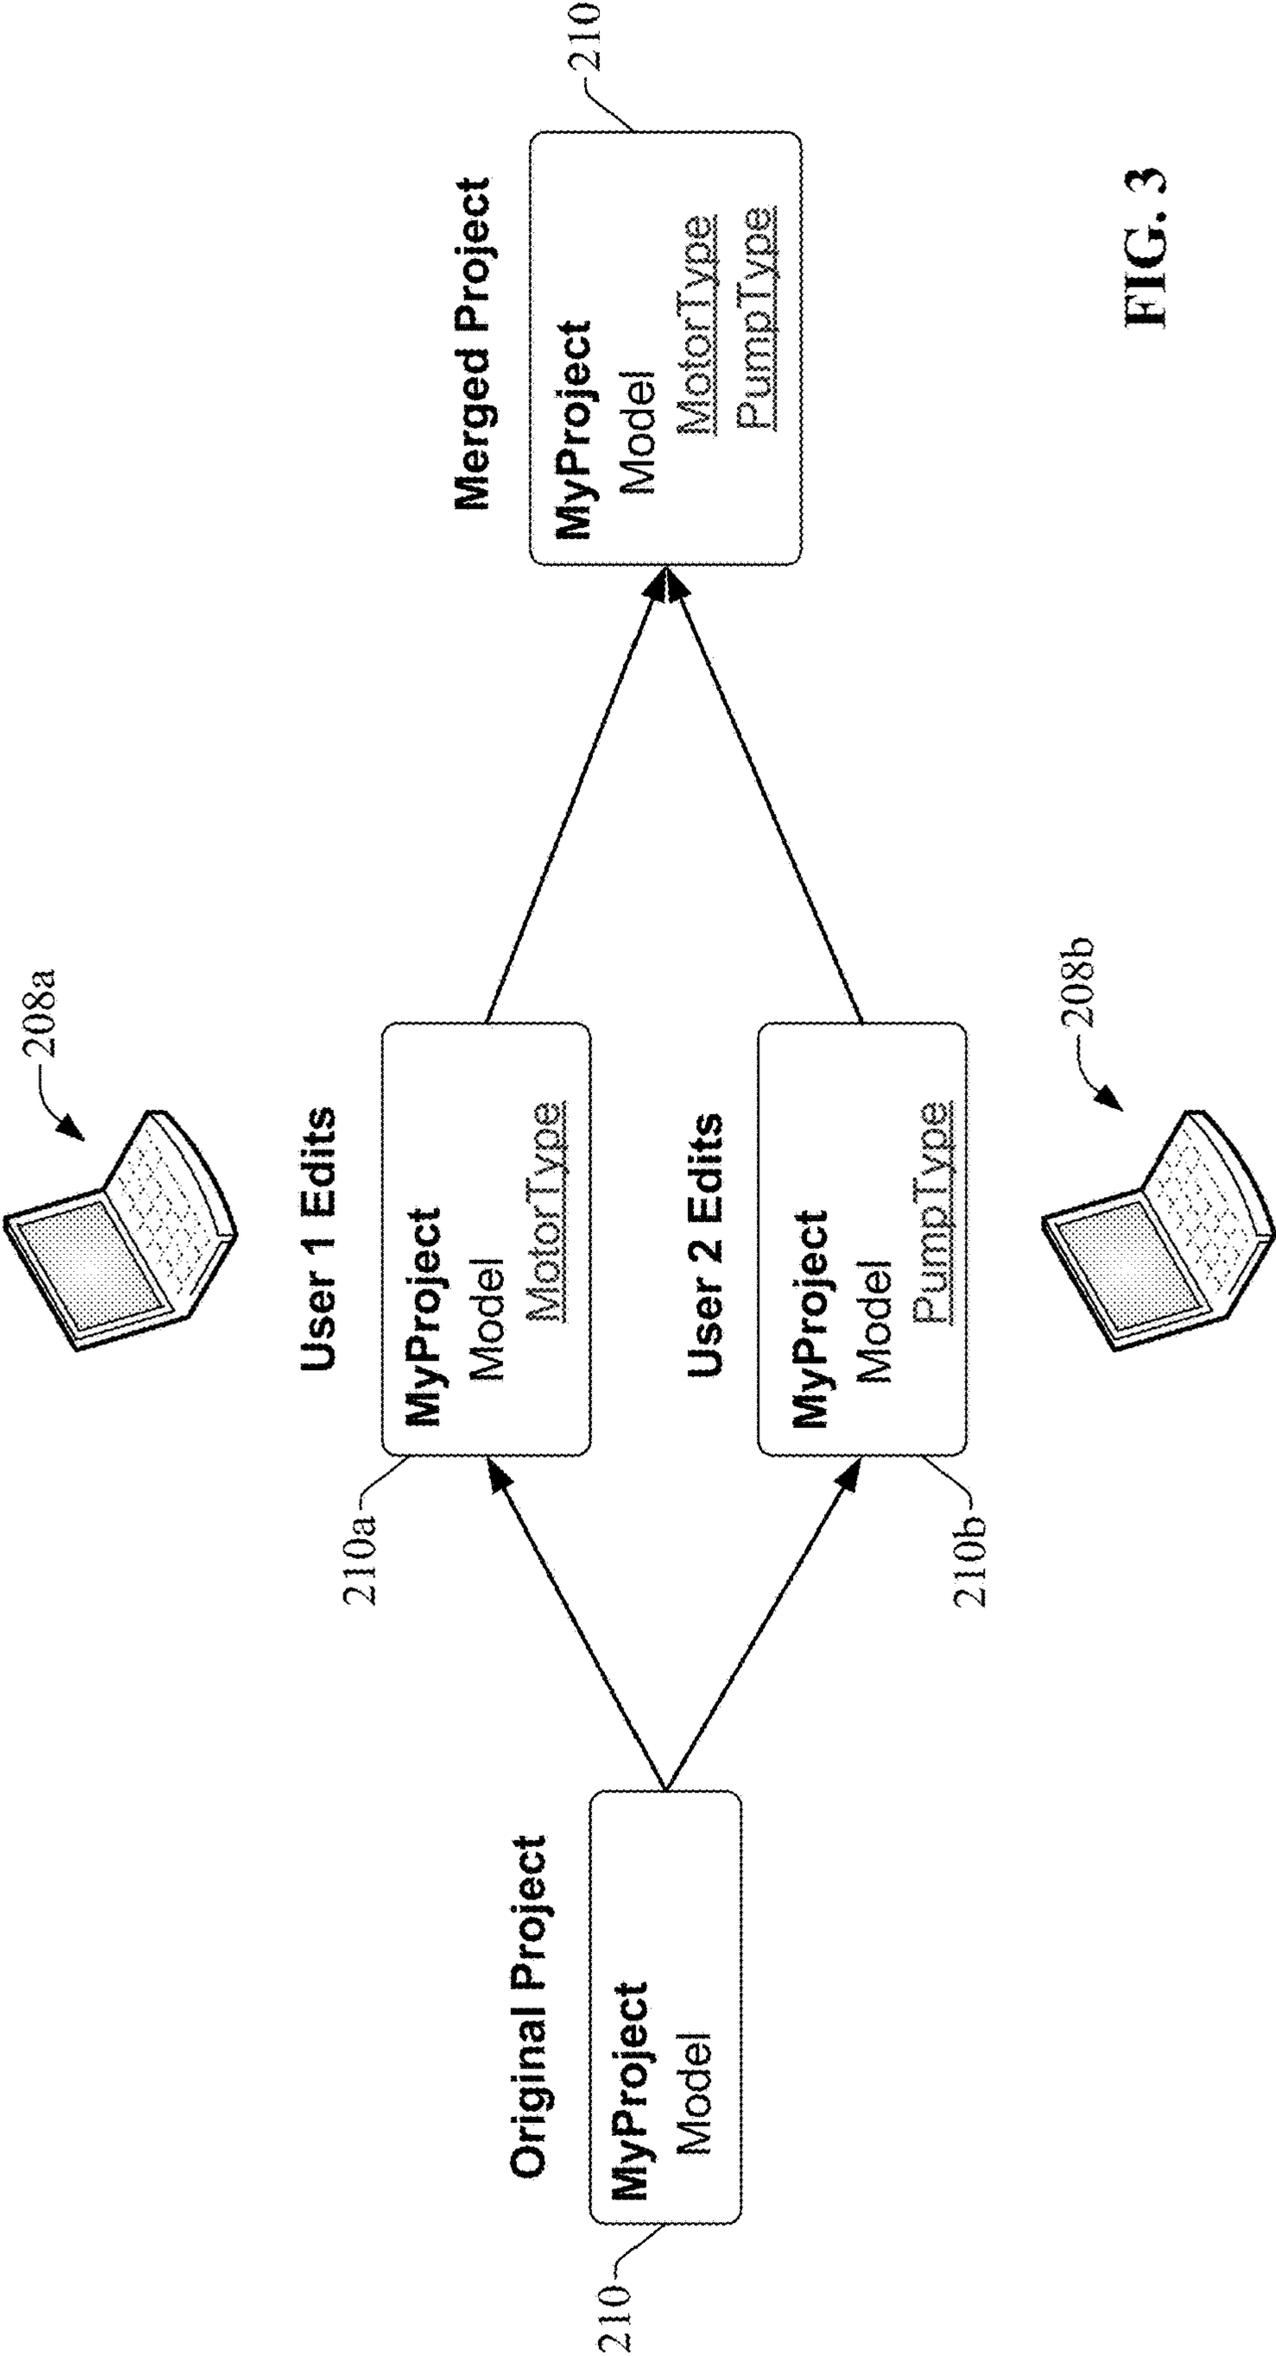 208a
User 1 Edits
210a
MyProject
Model
MotorType
Original Project
210
MyProject
Model
User 2 Edits
MyProject
Model
PumpType
210b
208b
Merged Project
210
MyProject
Model
MotorType
PumpType
FIG. 3